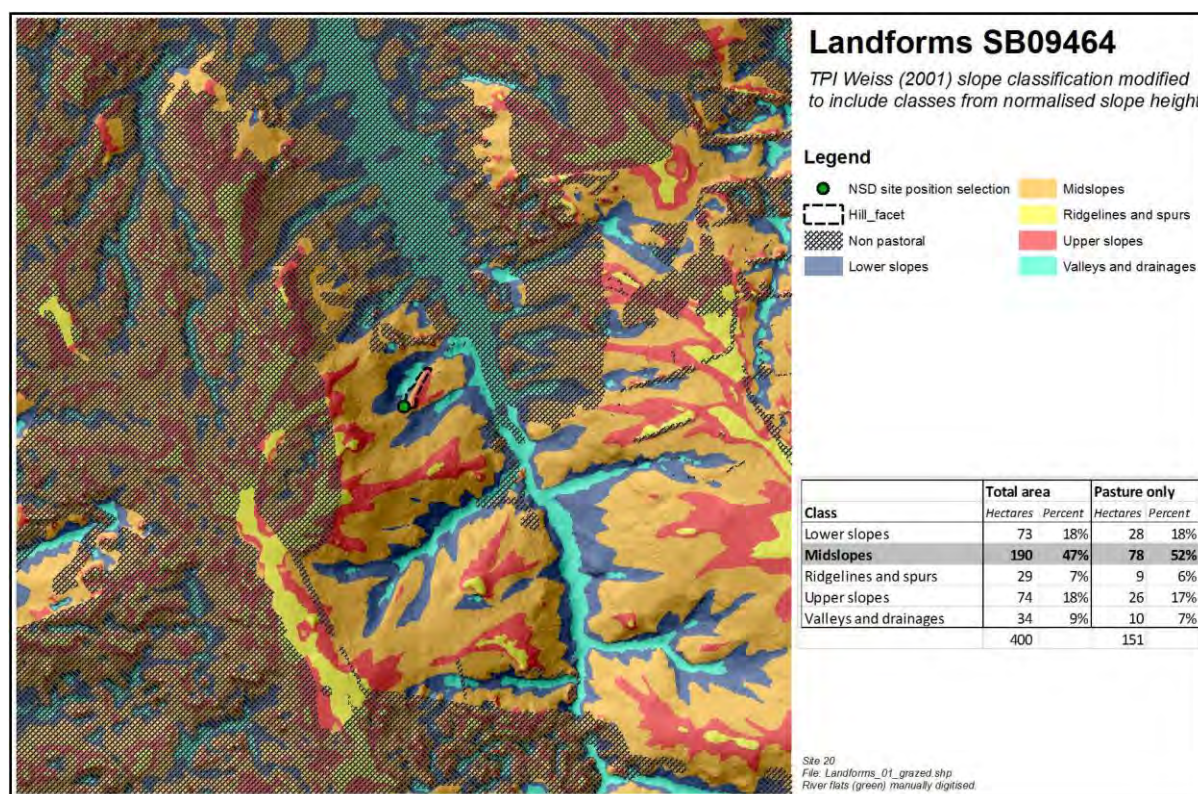 Landforms SB09464
TPI Weiss (2001) slope classification modified
to include classes from normalised slope height
Legend
NSD site position selection
Hill_facet
Non pastoral
Lower slopes
Midslopes
Ridgelines and spurs
Upper slopes
Valleys and drainages
Total area Pasture only
Class Hectares Percent Hectares Percent
Lower slopes 73 18% 28 18%
Midslopes 190 47% 78 52%
Ridgelines and spurs 29 7% 9 6%
Upper slopes 74 18% 26 17%
Valleys and drainages 34 9% 10 7%
400 151
Site 20
File: Landforms_01_grazed.shp
River flats (green) manually digitised.